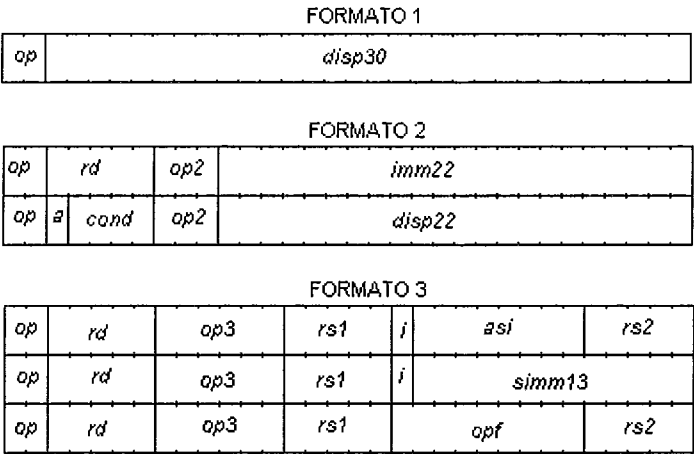 FORMATO 1
op disp30
FORMATO 2
op rd op2 imm22
op a cond op2 disp22
FORMATO 3
op rd op3 rs1 i asi rs2
op rd op3 rs1 i simm13
op rd op3 rs1 opf rs2